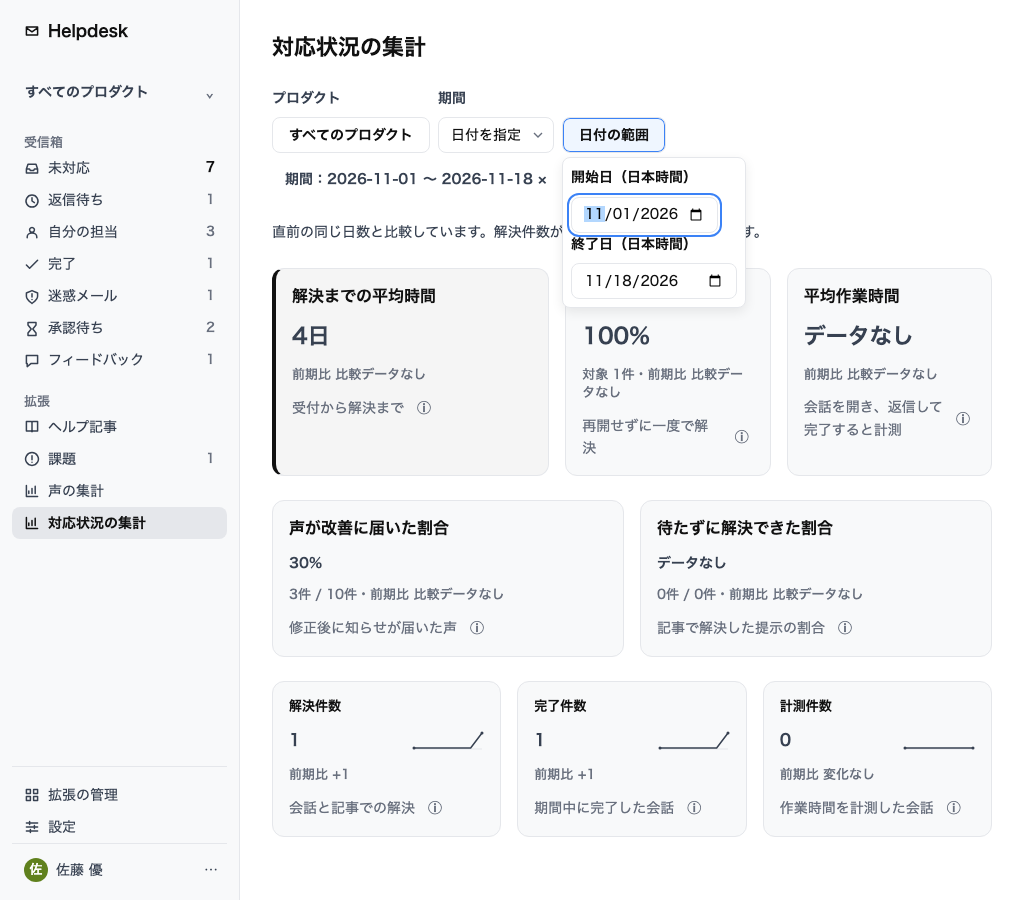 Helpdesk
すべてのプロダクト
受信箱
未対応 7
返信待ち 1
自分の担当 3
完了 1
迷惑メール 1
承認待ち 2
フィードバック 1
拡張
ヘルプ記事
課題 1
声の集計
対応状況の集計
拡張の管理
設定
佐 佐藤 優 …
対応状況の集計
プロダクト 期間
すべてのプロダクト 日付を指定 日付の範囲
期間：2026-11-01 〜 2026-11-18 ×
開始日（日本時間）
11/01/2026
終了日（日本時間）
11/18/2026
直前の同じ日数と比較しています。解決件数が
す。
解決までの平均時間
4日
前期比 比較データなし
受付から解決まで
100%
対象 1件・前期比 比較デー
タなし
再開せずに一度で解
決
平均作業時間
データなし
前期比 比較データなし
会話を開き、返信して
完了すると計測
声が改善に届いた割合
30%
3件 / 10件・前期比 比較データなし
修正後に知らせが届いた声
待たずに解決できた割合
データなし
0件 / 0件・前期比 比較データなし
記事で解決した提示の割合
解決件数
1
前期比 +1
会話と記事での解決
完了件数
1
前期比 +1
期間中に完了した会話
計測件数
0
前期比 変化なし
作業時間を計測した会話